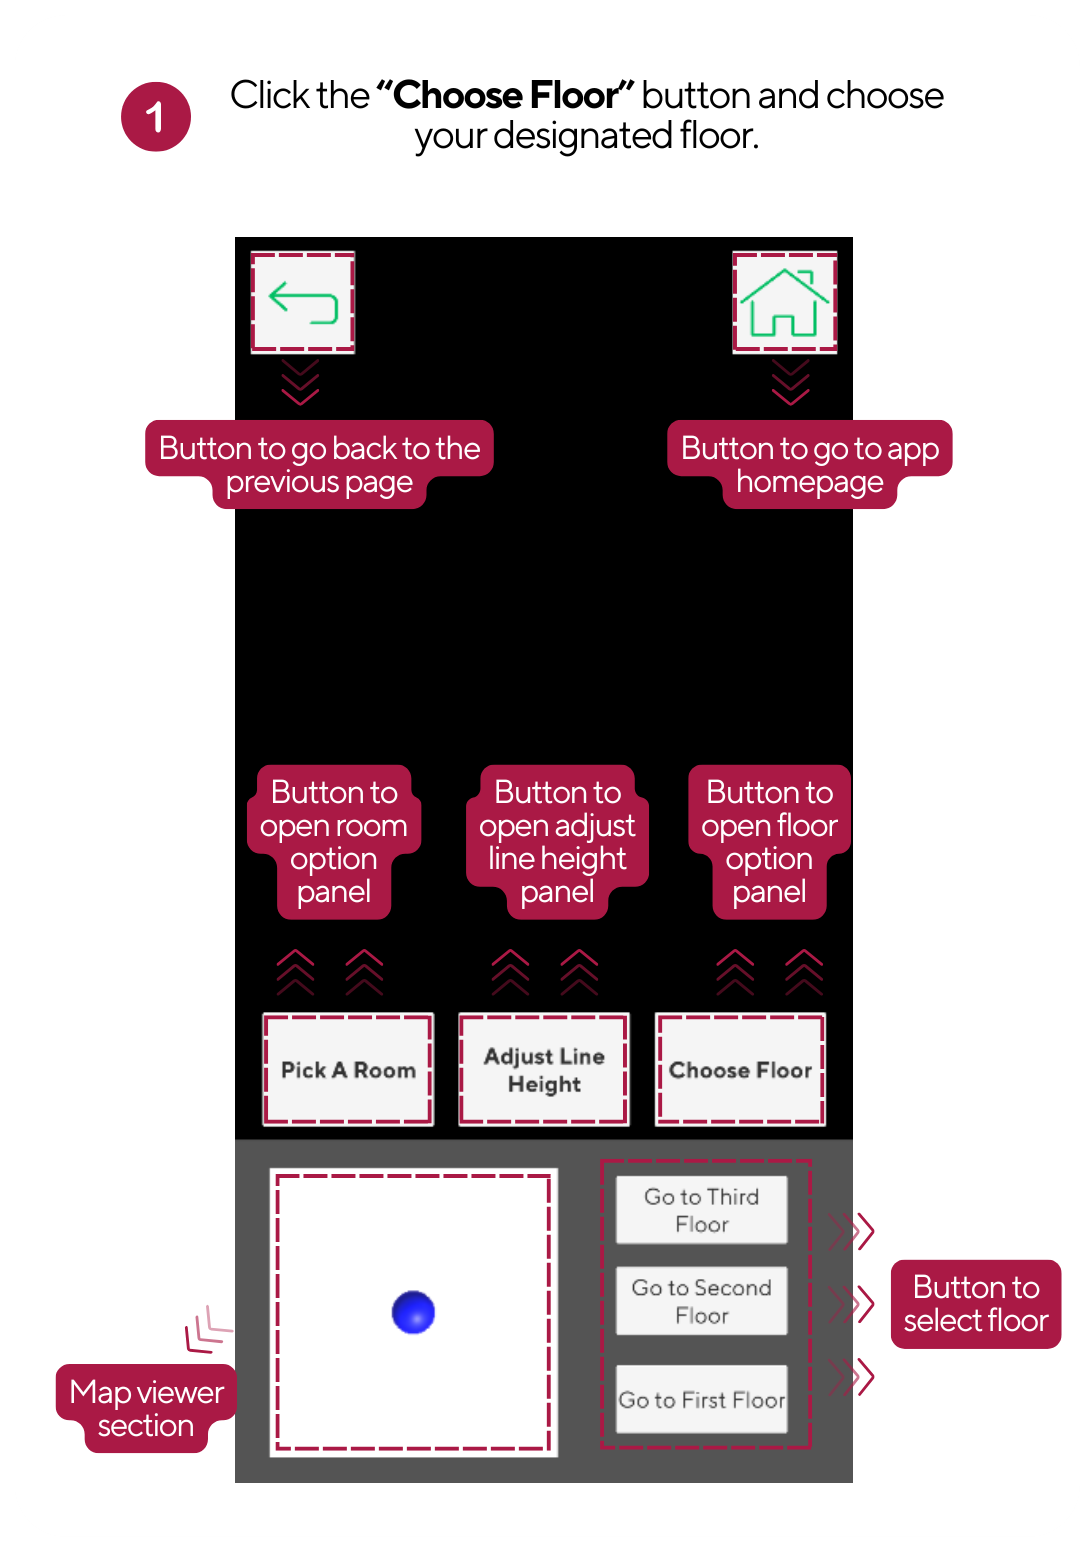 1
Click the “Choose Floor” button and choose
your designated floor.
Button to go back to the
previous page
Button to go to app
homepage
Button to
open room
option
panel
Button to
open adjust
line height
panel
Button to
open floor
option
panel
Pick A Room
Adjust Line
Height
Choose Floor
Go to Third
Floor
Go to Second
Floor
Go to First Floor
Button to
select floor
Map viewer
section